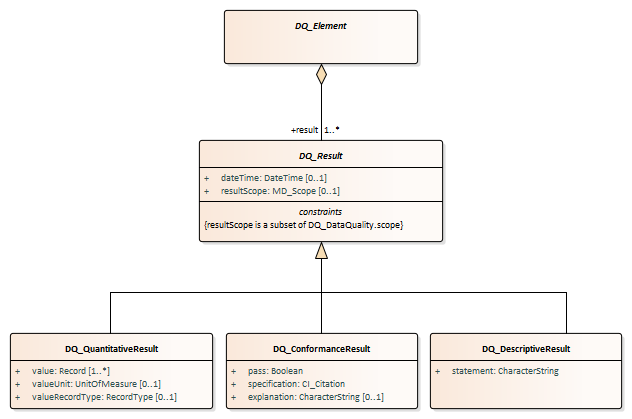 DQ_Element
+result 1..*
DQ_Result
+ dateTime: DateTime [0..1]
+ resultScope: MD_Scope [0..1]
constraints
{resultScope is a subset of DQ_DataQuality.scope}
DQ_QuantitativeResult
+ value: Record [1..*]
+ valueUnit: UnitOfMeasure [0..1]
+ valueRecordType: RecordType [0..1]
DQ_ConformanceResult
+ pass: Boolean
+ specification: CI_Citation
+ explanation: CharacterString [0..1]
DQ_DescriptiveResult
+ statement: CharacterString